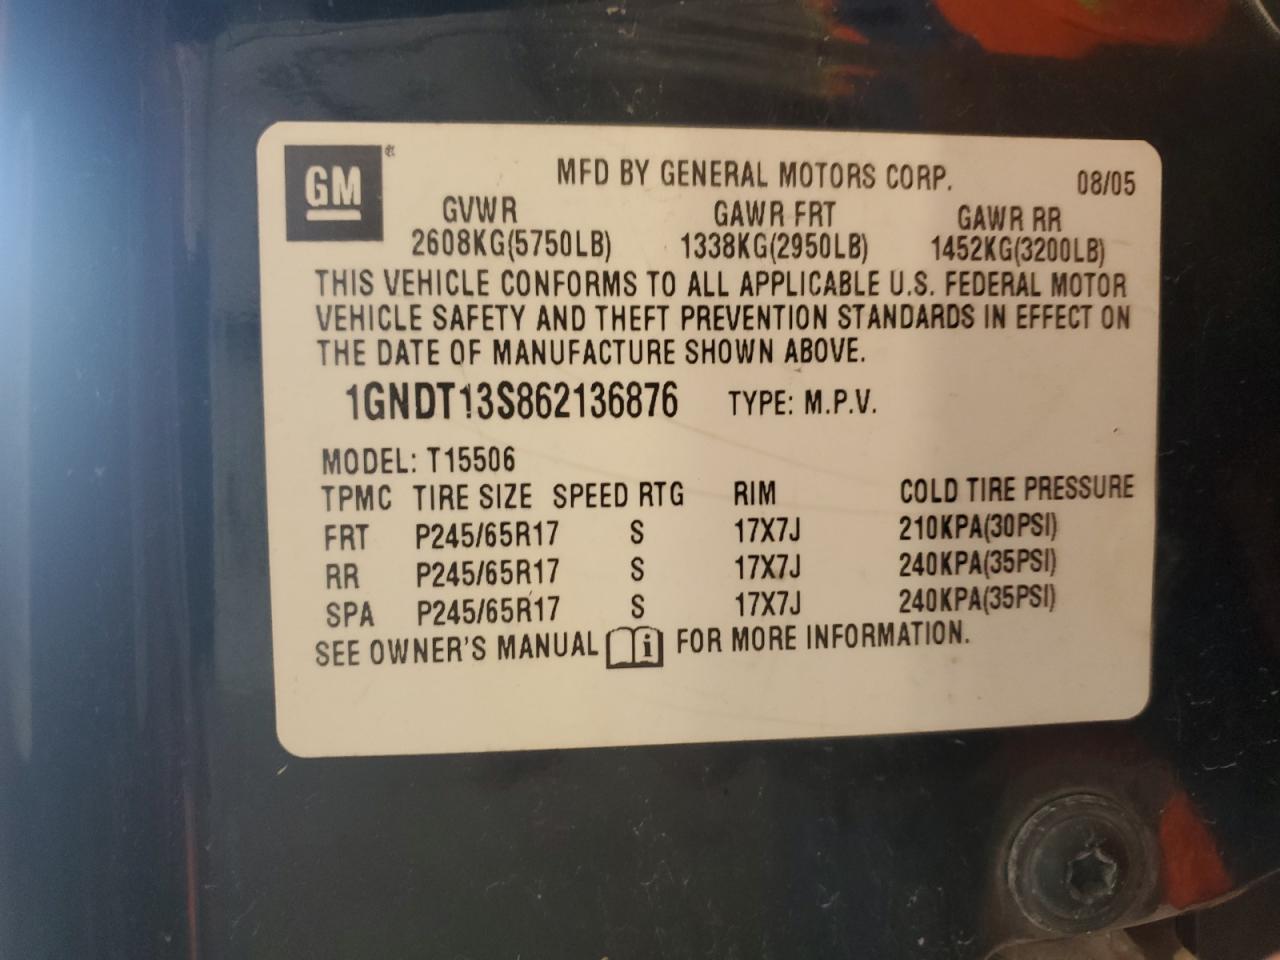 GM ®
MFD BY GENERAL MOTORS CORP. 08/05
GVWR GAWR FRT GAWR RR
2608KG(5750LB) 1338KG(2950LB) 1452KG(3200LB)
THIS VEHICLE CONFORMS TO ALL APPLICABLE U.S. FEDERAL MOTOR
VEHICLE SAFETY AND THEFT PREVENTION STANDARDS IN EFFECT ON
THE DATE OF MANUFACTURE SHOWN ABOVE.
1GNDT13S862136876 TYPE: M.P.V.
MODEL: T15506
TPMC TIRE SIZE SPEED RTG RIM COLD TIRE PRESSURE
FRT P245/65R17 S 17X7J 210KPA(30PSI)
RR P245/65R17 S 17X7J 240KPA(35PSI)
SPA P245/65R17 S 17X7J 240KPA(35PSI)
SEE OWNER'S MANUAL i FOR MORE INFORMATION.